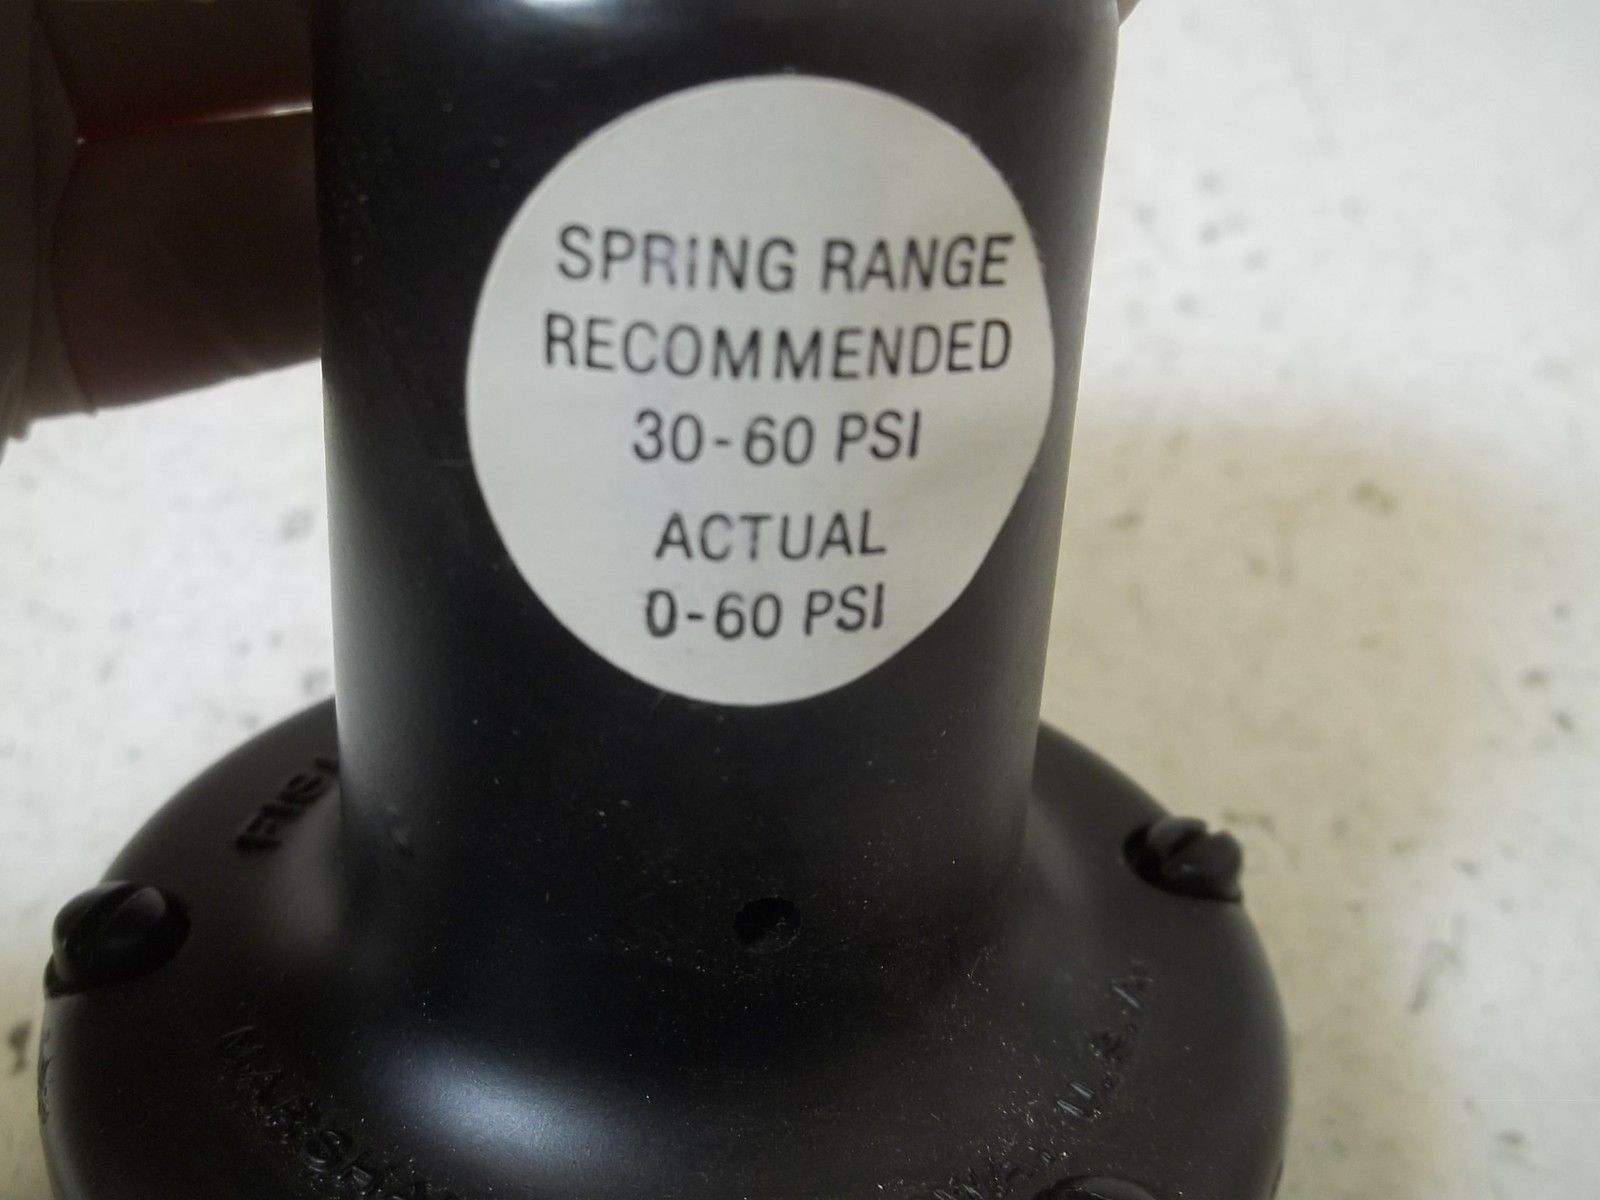 SPRING RANGE
RECOMMENDED
30-60 PSI
ACTUAL
0-60 PSI
U.S.A.